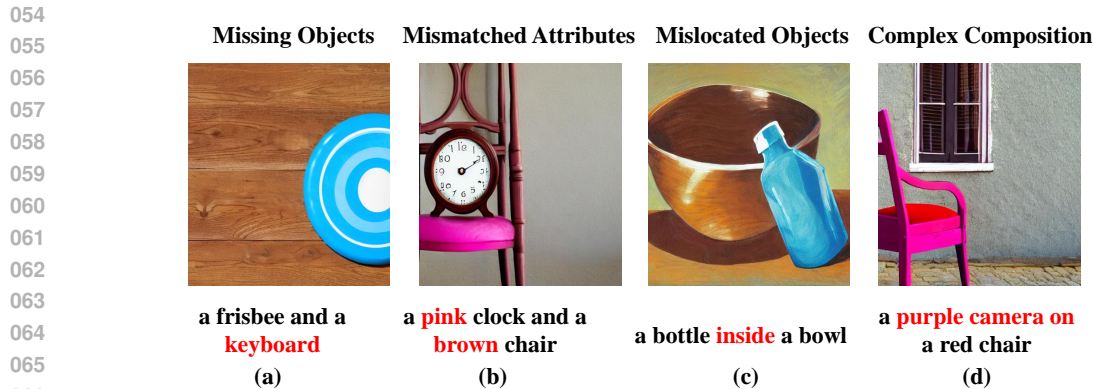 054
055
056
057
058
059
060
061
062
063
064
065
Missing Objects
Mismatched Attributes
Mislocated Objects
Complex Composition
a frisbee and a
keyboard
(a)
a pink clock and a
brown chair
(b)
a bottle inside a bowl
(c)
a purple camera on
a red chair
(d)